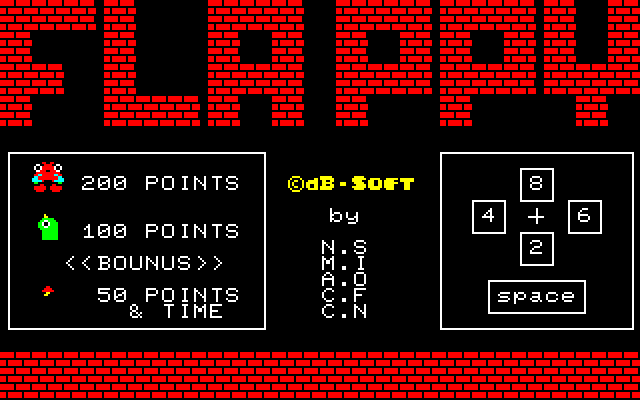 FLAPPY
200 POINTS
100 POINTS
<<BOUNUS>>
50 POINTS
& TIME
©dB-SOFT
by
N.S
M.I
A.O
C.F
C.N
8
4 + 6
2
space